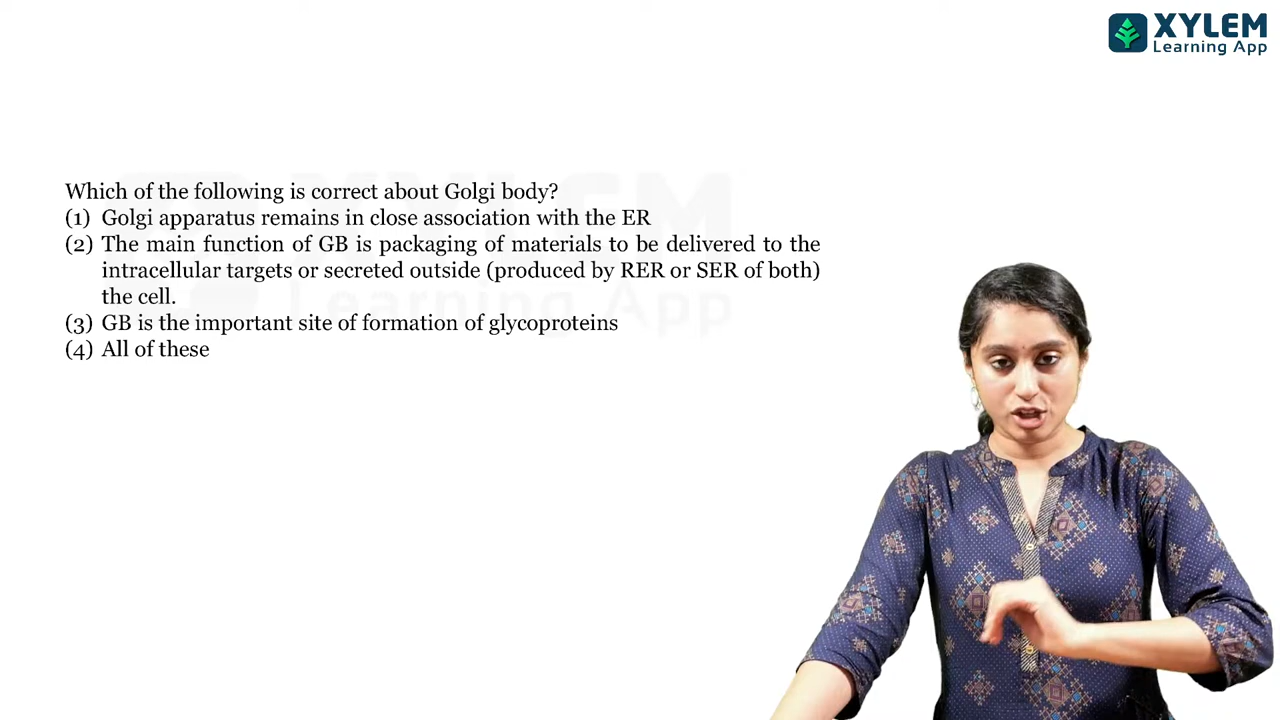 XYLEM
Learning App
Which of the following is correct about Golgi body?
(1) Golgi apparatus remains in close association with the ER
(2) The main function of GB is packaging of materials to be delivered to the
intracellular targets or secreted outside (produced by RER or SER of both)
the cell.
(3) GB is the important site of formation of glycoproteins
(4) All of these
XYLEM
Learning App